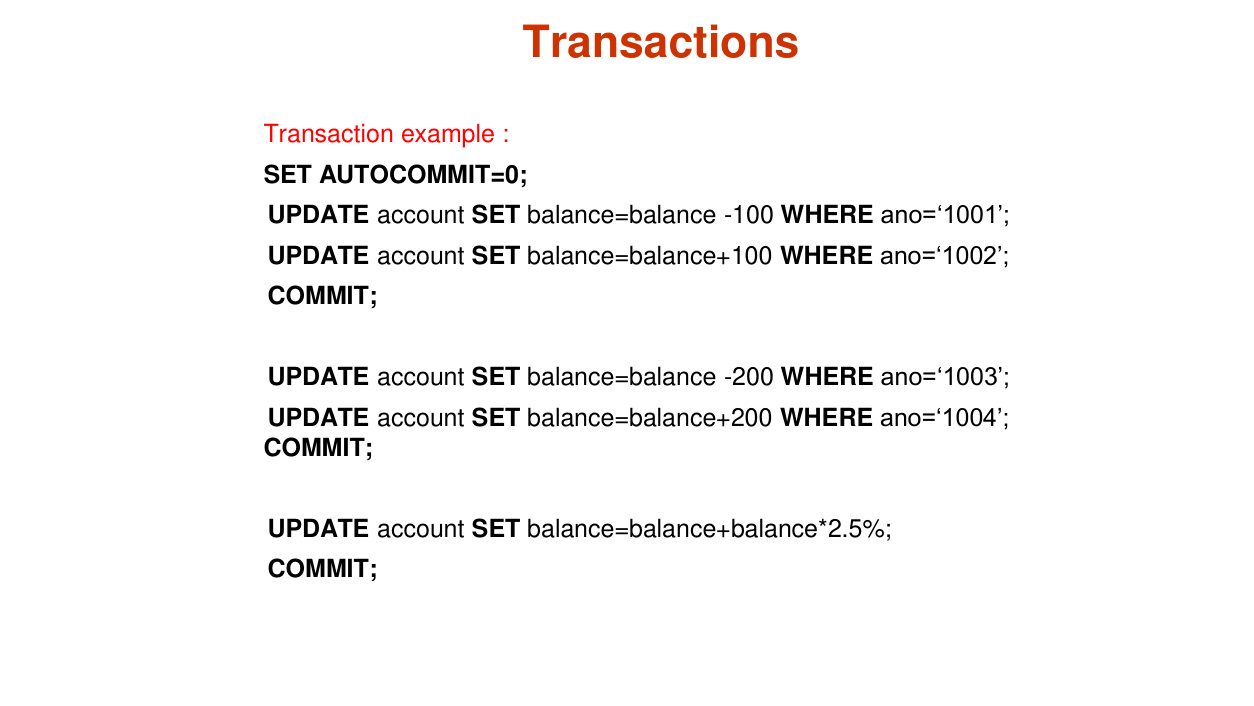 Transactions
Transaction example :
SET AUTOCOMMIT=0;
UPDATE account SET balance=balance -100 WHERE ano=‘1001’;
UPDATE account SET balance=balance+100 WHERE ano=‘1002’;
COMMIT;
UPDATE account SET balance=balance -200 WHERE ano=‘1003’;
UPDATE account SET balance=balance+200 WHERE ano=‘1004’;
COMMIT;
UPDATE account SET balance=balance+balance*2.5%;
COMMIT;